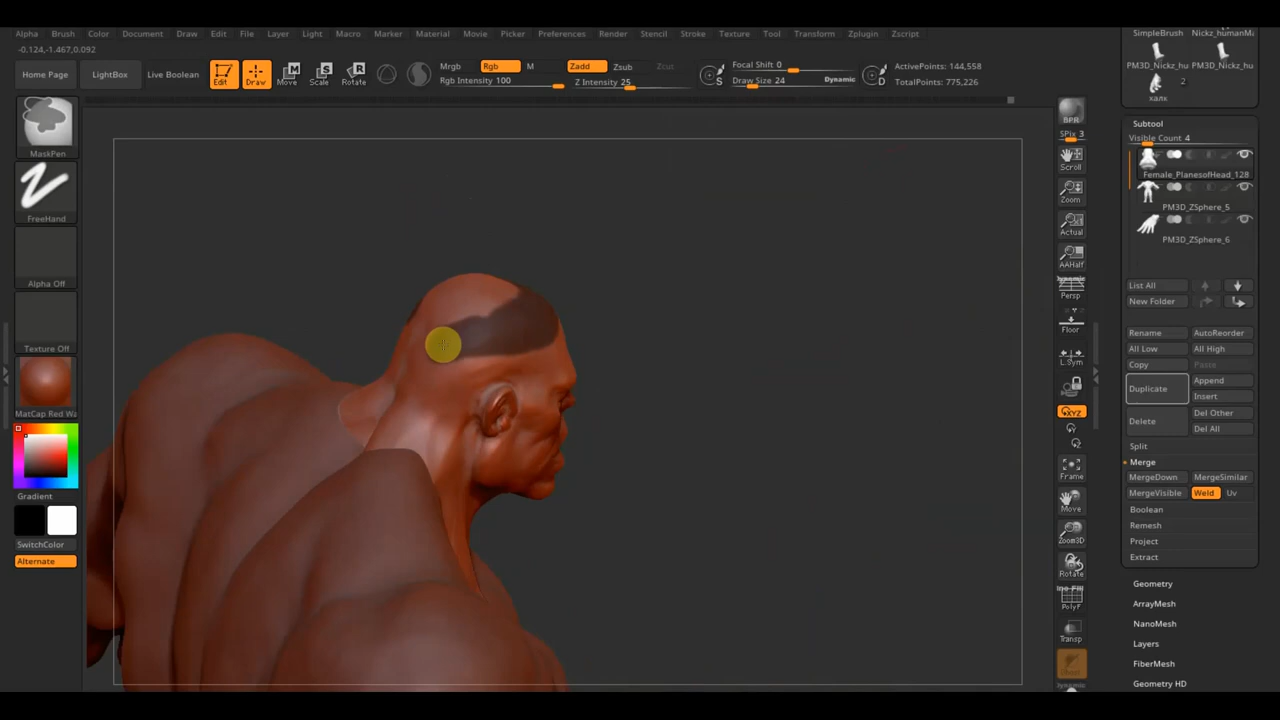 Alpha Brush Color Document Draw Edit File Layer Light Macro Marker Material Movie Picker Preferences Render Stencil Stroke Texture Tool Transform Zplugin Zscript
-0.124,-1.467,0.092
Home Page LightBox Live Boolean Edit Draw Move Scale Rotate Mrgb Rgb M Zadd Zsub Zcut Focal Shift 0 ActivePoints: 144,558
Rgb Intensity 100 Z Intensity 25 S Draw Size 24 Dynamic D TotalPoints: 775,226
MaskPen
FreeHand
Alpha Off
Texture Off
MatCap Red Wa
Gradient
SwitchColor
Alternate
BPR
SPix 3
Scroll
Zoom
Actual
AAHalf
Dynamic
Persp
Floor
L.Sym
XYZ
Y
Z
Frame
Move
Zoom3D
Rotate
PolyF
Transp
Dynamic
SimpleBrush Nickz_humanMa
PM3D_Nickz_hu PM3D_Nickz_hu
2
халк
Subtool
Visible Count 4
Female_PlanesofHead_128
PM3D_ZSphere_5
PM3D_ZSphere_6
List All
New Folder
Rename AutoReorder
All Low All High
Copy Paste
Duplicate Append
Insert
Delete Del Other
Del All
Split
Merge
MergeDown MergeSimilar
MergeVisible Weld Uv
Boolean
Remesh
Project
Extract
Geometry
ArrayMesh
NanoMesh
Layers
FiberMesh
Geometry HD